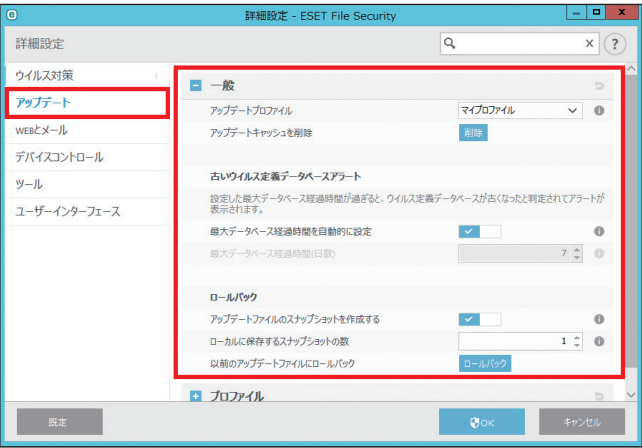 詳細設定 - ESET File Security
詳細設定
ウイルス対策 1
アップデート
WEBとメール
デバイスコントロール
ツール
ユーザーインターフェース
一般
アップデートプロファイル マイプロファイル
アップデートキャッシュを削除 削除
古いウイルス定義データベースアラート
設定した最大データベース経過時間が過ぎると、ウイルス定義データベースが古くなったと判定されてアラートが
表示されます。
最大データベース経過時間を自動的に設定
最大データベース経過時間(日数) 7
ロールバック
アップデートファイルのスナップショットを作成する
ローカルに保存するスナップショットの数 1
以前のアップデートファイルにロールバック ロールバック
プロファイル
既定 OK キャンセル